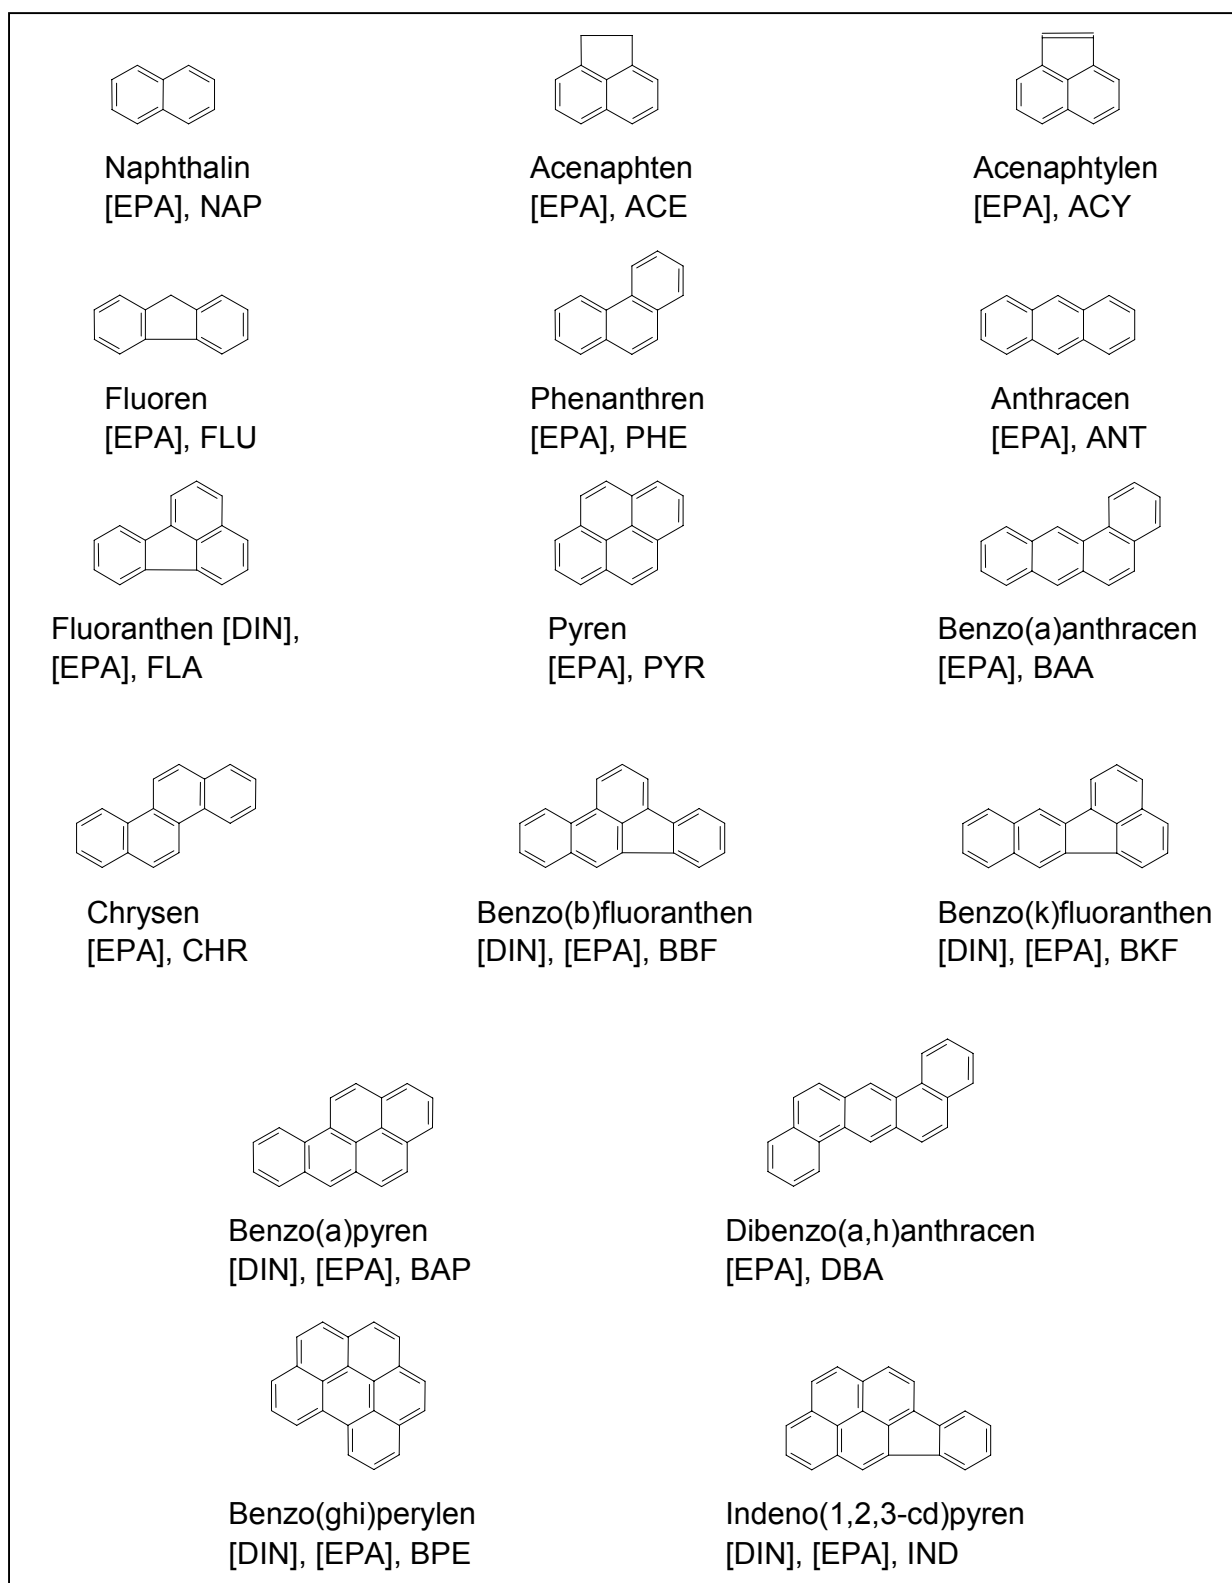 Naphthalin
[EPA], NAP
Acenaphten
[EPA], ACE
Acenaphtylen
[EPA], ACY
Fluoren
[EPA], FLU
Phenanthren
[EPA], PHE
Anthracen
[EPA], ANT
Fluoranthen [DIN],
[EPA], FLA
Pyren
[EPA], PYR
Benzo(a)anthracen
[EPA], BAA
Chrysen
[EPA], CHR
Benzo(b)fluoranthen
[DIN], [EPA], BBF
Benzo(k)fluoranthen
[DIN], [EPA], BKF
Benzo(a)pyren
[DIN], [EPA], BAP
Dibenzo(a,h)anthracen
[EPA], DBA
Benzo(ghi)perylen
[DIN], [EPA], BPE
Indeno(1,2,3-cd)pyren
[DIN], [EPA], IND